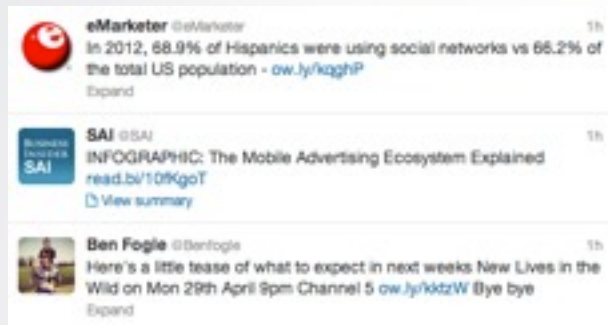 eMarketer @eMarketer 1h
In 2012, 68.9% of Hispanics were using social networks vs 66.2% of
the total US population - ow.ly/kqghP
Expand
BUSINESS
INSIDER
SAI
SAI @SAI 1h
INFOGRAPHIC: The Mobile Advertising Ecosystem Explained
read.bi/10fKgoT
View summary
Ben Fogle @Benfogle 1h
Here's a little tease of what to expect in next weeks New Lives in the
Wild on Mon 29th April 9pm Channel 5 ow.ly/kktzW Bye bye
Expand